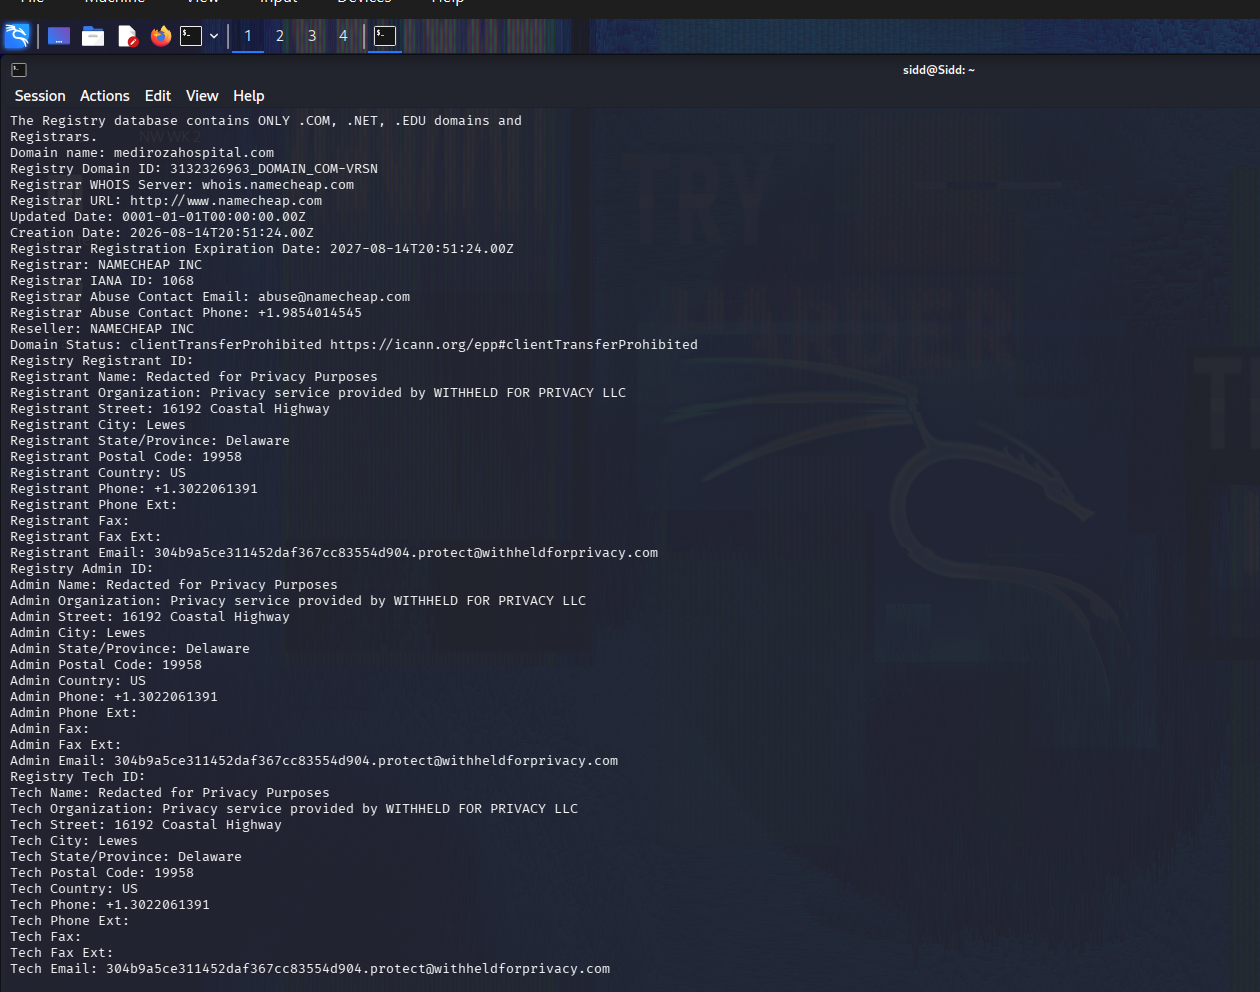 File Machine View Input Devices Help
1 2 3 4
sidd@Sidd: ~
Session Actions Edit View Help
The Registry database contains ONLY .COM, .NET, .EDU domains and
Registrars.
Domain name: medirozahospital.com
Registry Domain ID: 3132326963_DOMAIN_COM-VRSN
Registrar WHOIS Server: whois.namecheap.com
Registrar URL: http://www.namecheap.com
Updated Date: 0001-01-01T00:00:00.00Z
Creation Date: 2026-08-14T20:51:24.00Z
Registrar Registration Expiration Date: 2027-08-14T20:51:24.00Z
Registrar: NAMECHEAP INC
Registrar IANA ID: 1068
Registrar Abuse Contact Email: abuse@namecheap.com
Registrar Abuse Contact Phone: +1.9854014545
Reseller: NAMECHEAP INC
Domain Status: clientTransferProhibited https://icann.org/epp#clientTransferProhibited
Registry Registrant ID:
Registrant Name: Redacted for Privacy Purposes
Registrant Organization: Privacy service provided by WITHHELD FOR PRIVACY LLC
Registrant Street: 16192 Coastal Highway
Registrant City: Lewes
Registrant State/Province: Delaware
Registrant Postal Code: 19958
Registrant Country: US
Registrant Phone: +1.3022061391
Registrant Phone Ext:
Registrant Fax:
Registrant Fax Ext:
Registrant Email: 304b9a5ce311452daf367cc83554d904.protect@withheldforprivacy.com
Registry Admin ID:
Admin Name: Redacted for Privacy Purposes
Admin Organization: Privacy service provided by WITHHELD FOR PRIVACY LLC
Admin Street: 16192 Coastal Highway
Admin City: Lewes
Admin State/Province: Delaware
Admin Postal Code: 19958
Admin Country: US
Admin Phone: +1.3022061391
Admin Phone Ext:
Admin Fax:
Admin Fax Ext:
Admin Email: 304b9a5ce311452daf367cc83554d904.protect@withheldforprivacy.com
Registry Tech ID:
Tech Name: Redacted for Privacy Purposes
Tech Organization: Privacy service provided by WITHHELD FOR PRIVACY LLC
Tech Street: 16192 Coastal Highway
Tech City: Lewes
Tech State/Province: Delaware
Tech Postal Code: 19958
Tech Country: US
Tech Phone: +1.3022061391
Tech Phone Ext:
Tech Fax:
Tech Fax Ext:
Tech Email: 304b9a5ce311452daf367cc83554d904.protect@withheldforprivacy.com
TRY
HARDER